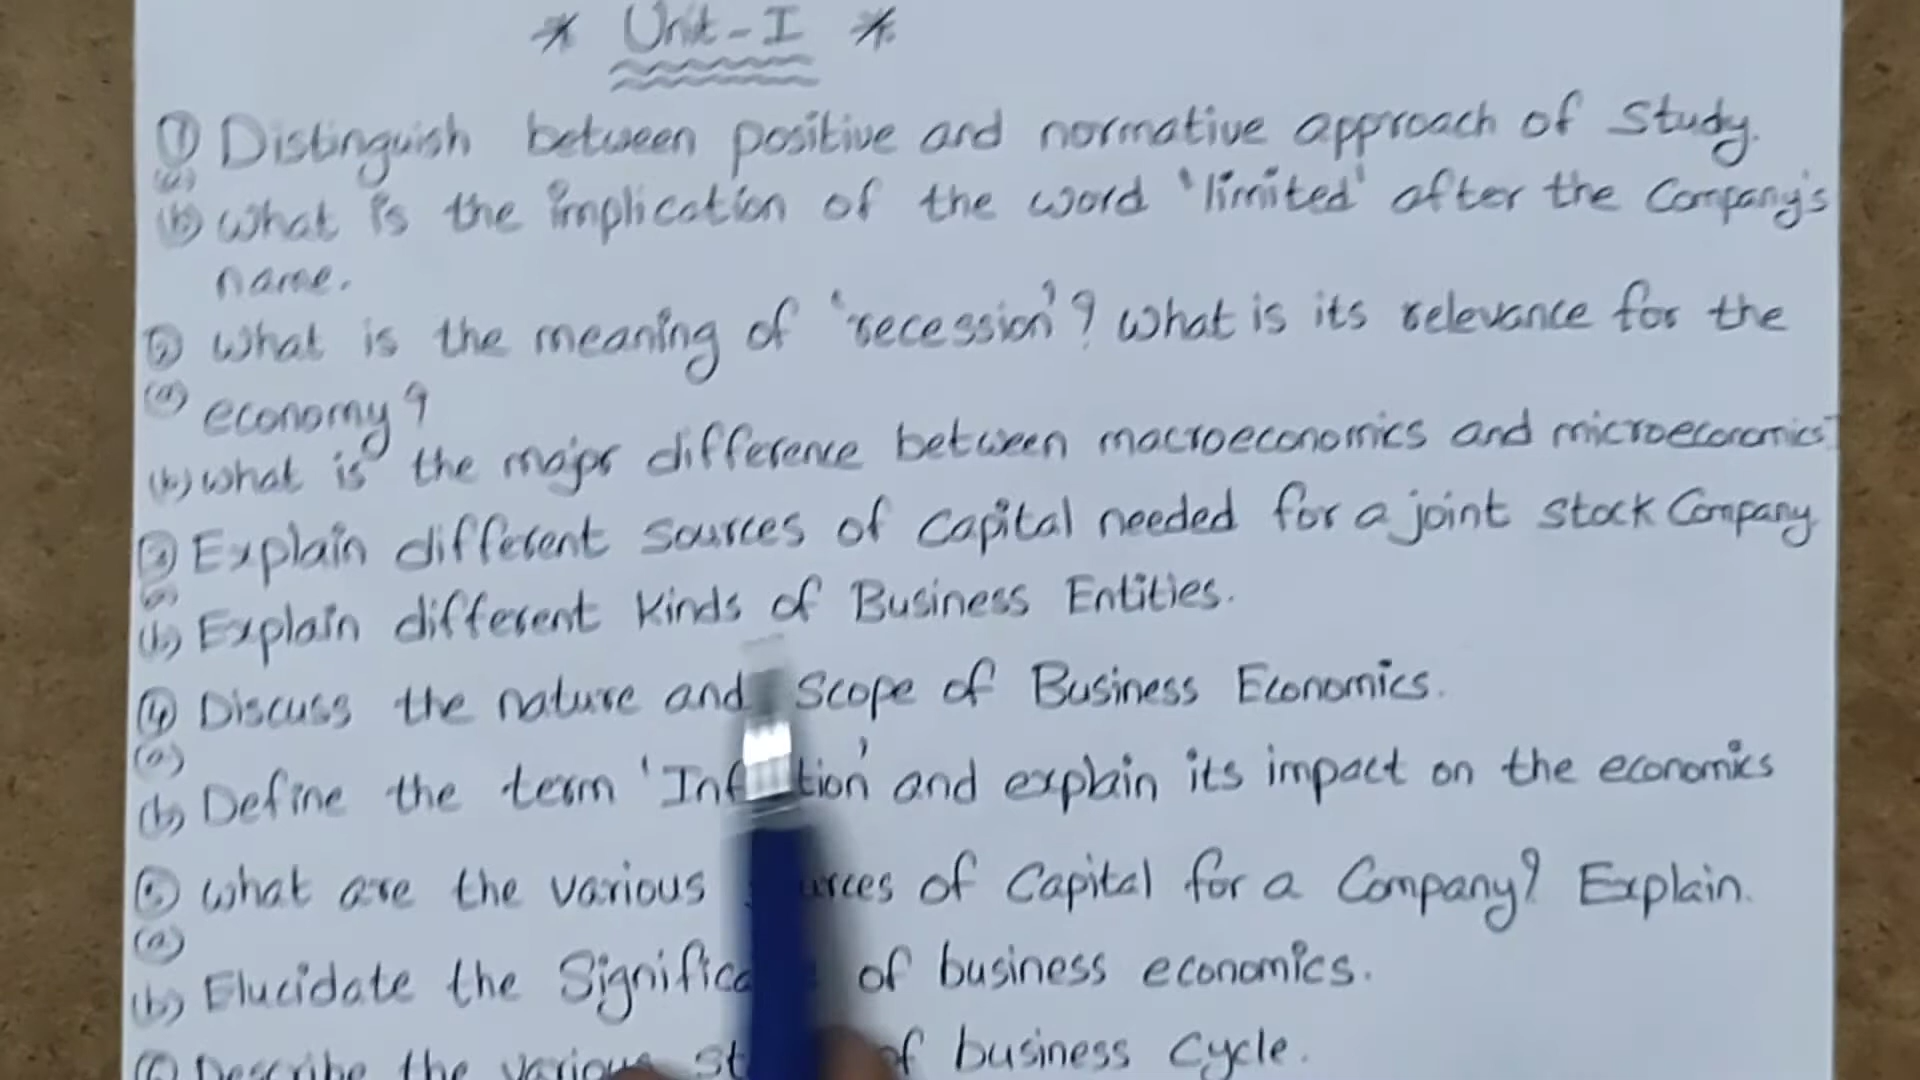 * Unit-I *
① Distinguish between positive and normative approach of study.
(a)
(b) What is the implication of the word 'limited' after the Company's
name.
② What is the meaning of 'recession'? What is its relevance for the
(a) economy?
(b) what is the major difference between macroeconomics and microeconomics?
③ Explain different sources of capital needed for a joint stock Company
(a)
(b) Explain different kinds of Business Entities.
④ Discuss the nature and scope of Business Economics.
(a)
(b) Define the term and explain its impact on the economics
⑤ what are the various of Capital for a Company? Explain.
(a)
(b) Elucidate the of business economics.
⑥ Describe the various of business cycle.